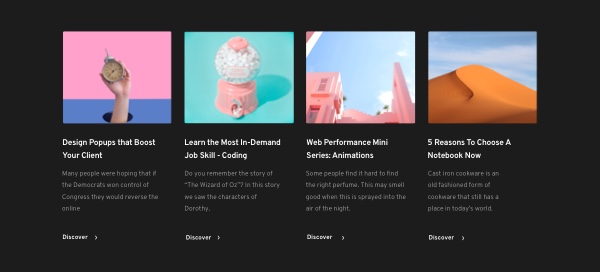 Design Popups that Boost
Your Client
Many people were hoping that if
the Democrats won control of
Congress they would reverse the
online
Discover
Learn the Most In-Demand
Job Skill - Coding
Do you remember the story of
"The Wizard of Oz"? In this story
we saw the characters of
Dorothy.
Discover
Web Performance Mini
Series: Animations
Some people find it hard to find
the right perfume. This may smell
good when this is sprayed into the
air of the night.
Discover
5 Reasons To Choose A
Notebook Now
Cast iron cookware is an
old fashioned form of
cookware that still has a
place in today's world.
Discover